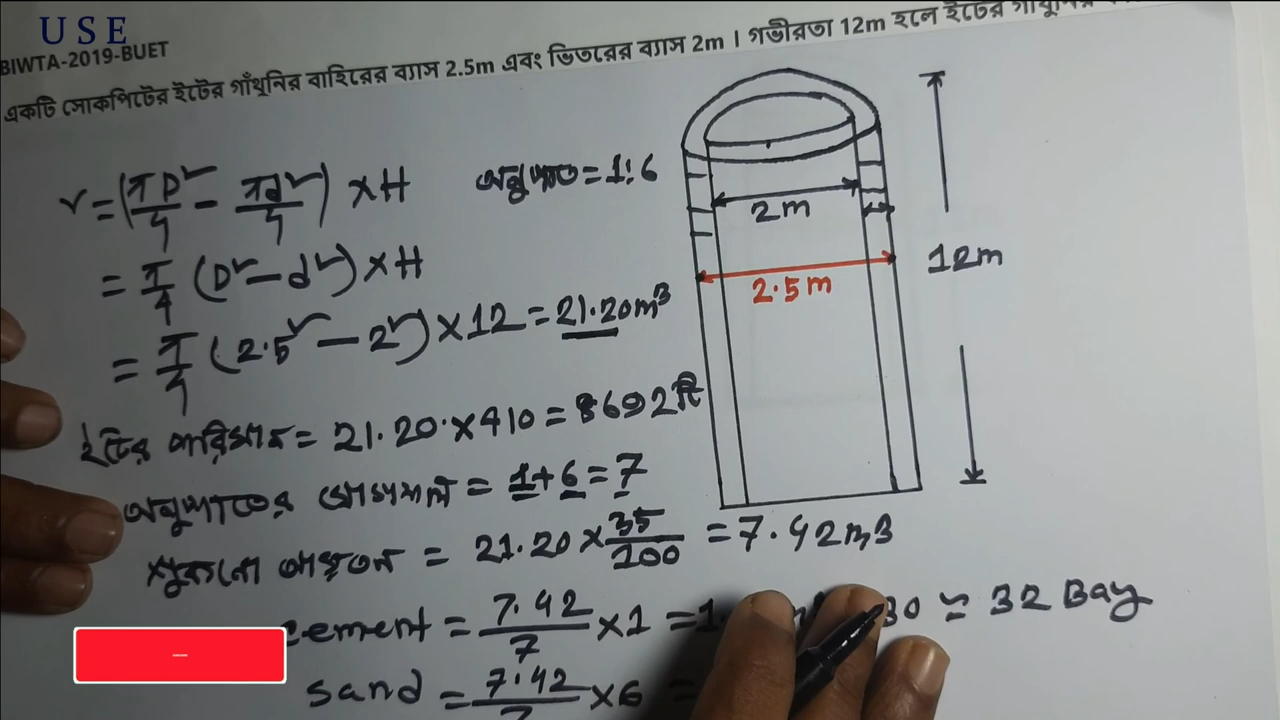 USE
BIWTA-2019-BUET
একটি সোকপিটের ইটের গাঁথুনির বাহিরের ব্যাস 2.5m এবং ভিতরের ব্যাস 2m । গভীরতা 12m হলে ইটের গাঁথুনির
v = (πD²/4 − πd²/4) × H
অনুপাত = 1:6
= π/4 (D² − d²) × H
= π/4 (2.5² − 2²) × 12 = 21.20m³
2m
2.5m
12m
ইটের পরিমান = 21.20 × 410 = 8692 টি
অনুপাতের যোগফল = 1+6=7
শুকনো আয়তন = 21.20 × 35/100 = 7.42m3
cement = 7.42/7 × 1 = 1. 30 ≃ 32 Bag
sand = 7.42/7 × 6 =